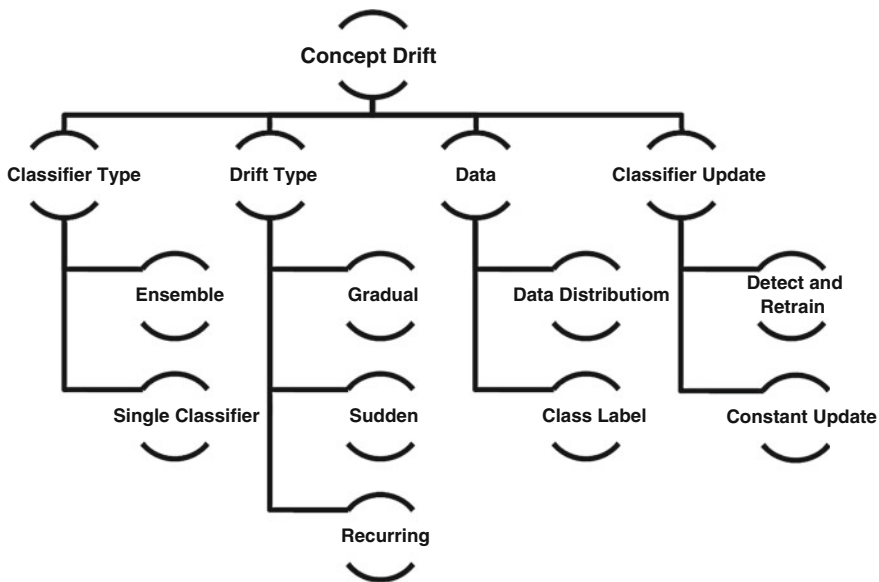 Concept Drift
Classifier Type
Drift Type
Data
Classifier Update
Ensemble
Gradual
Data Distributiom
Detect and
Retrain
Single Classifier
Sudden
Class Label
Constant Update
Recurring